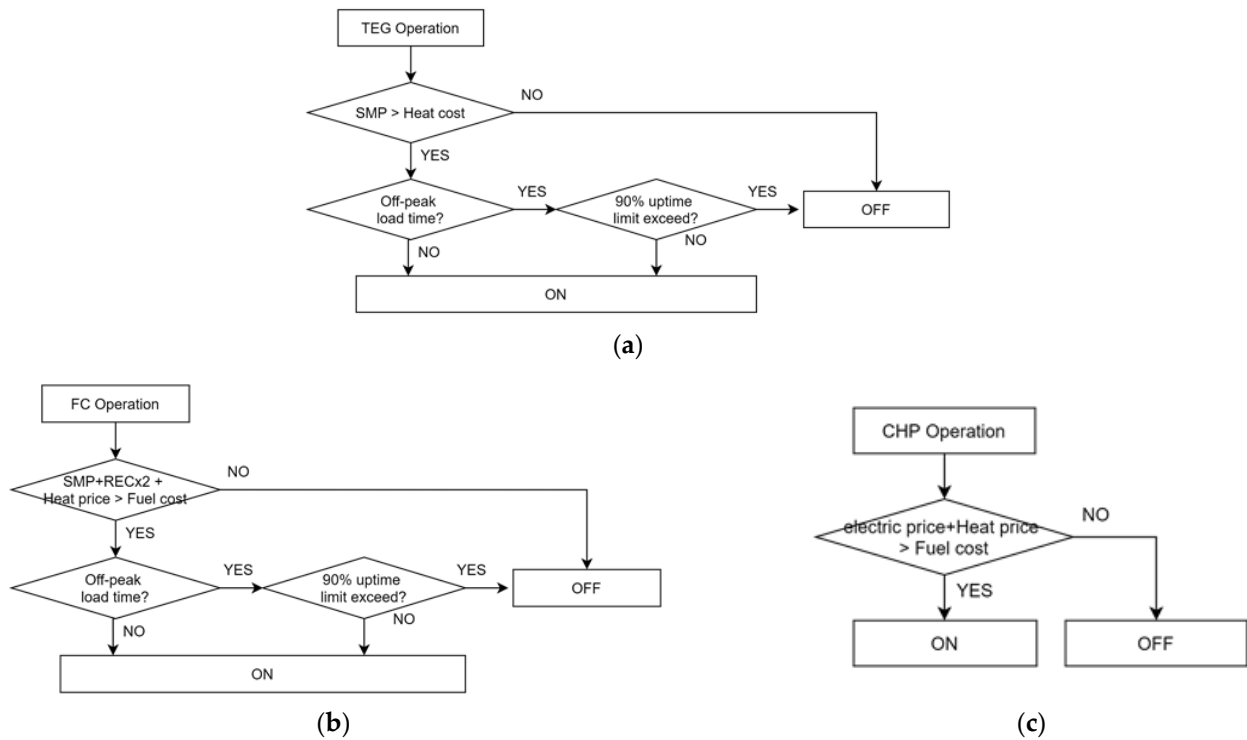 TEG Operation
SMP > Heat cost
NO
YES
Off-peak
load time?
YES
90% uptime
limit exceed?
YES
OFF
NO
NO
ON
(a)
FC Operation
SMP+RECx2 +
Heat price > Fuel cost
NO
YES
Off-peak
load time?
YES
90% uptime
limit exceed?
YES
OFF
NO
NO
ON
(b)
CHP Operation
electric price+Heat price
> Fuel cost
NO
YES
ON
OFF
(c)